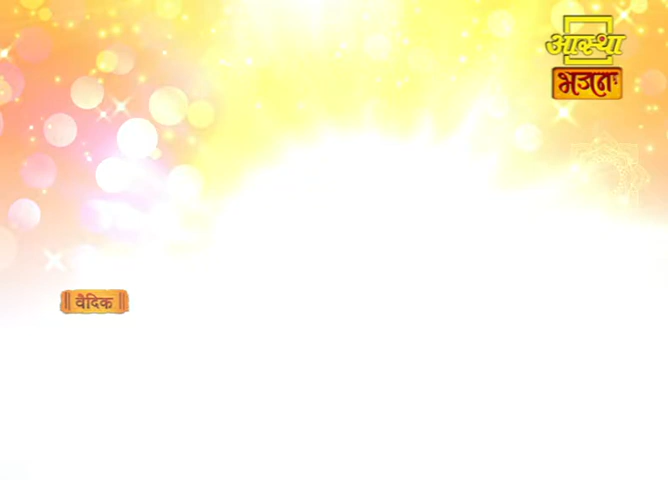 आस्था
भजन
॥ वैदिक ॥